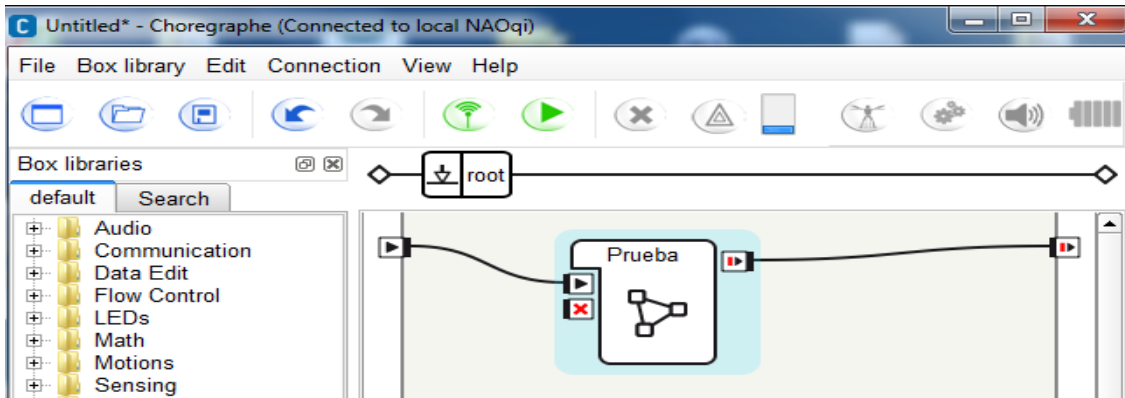 Untitled* - Choregraphe (Connected to local NAOqi)
File Box library Edit Connection View Help
Box libraries
root
default Search
Audio
Communication
Data Edit
Flow Control
LEDs
Math
Motions
Sensing
Prueba